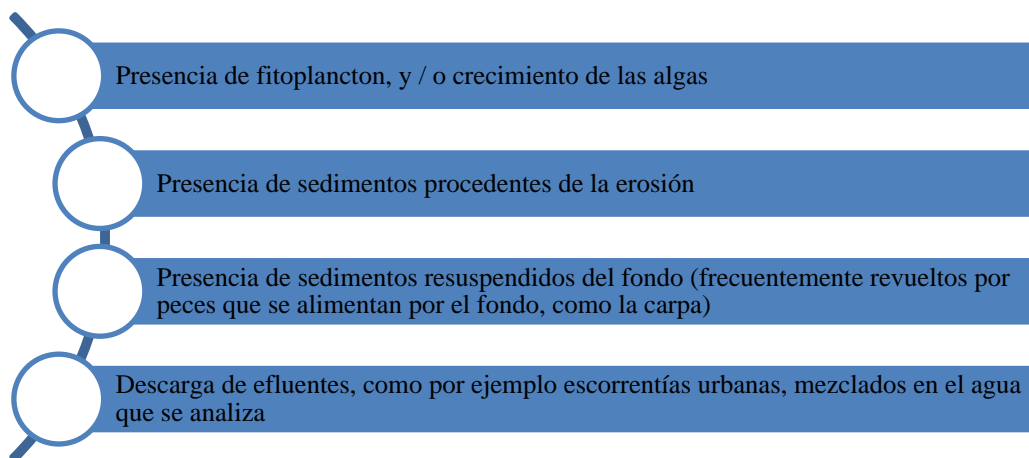 Presencia de fitoplancton, y / o crecimiento de las algas
Presencia de sedimentos procedentes de la erosión
Presencia de sedimentos resuspendidos del fondo (frecuentemente revueltos por
peces que se alimentan por el fondo, como la carpa)
Descarga de efluentes, como por ejemplo escorrentías urbanas, mezclados en el agua
que se analiza